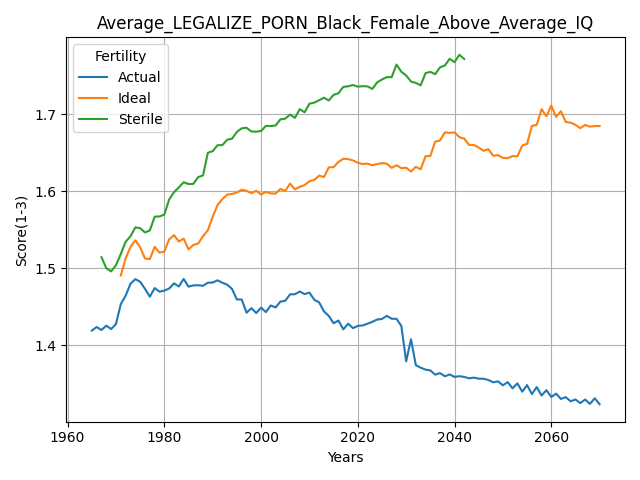 Average_LEGALIZE_PORN_Black_Female_Above_Average_IQ
Fertility
Actual
Ideal
Sterile
Score(1-3)
1.7
1.6
1.5
1.4
1960 1980 2000 2020 2040 2060
Years